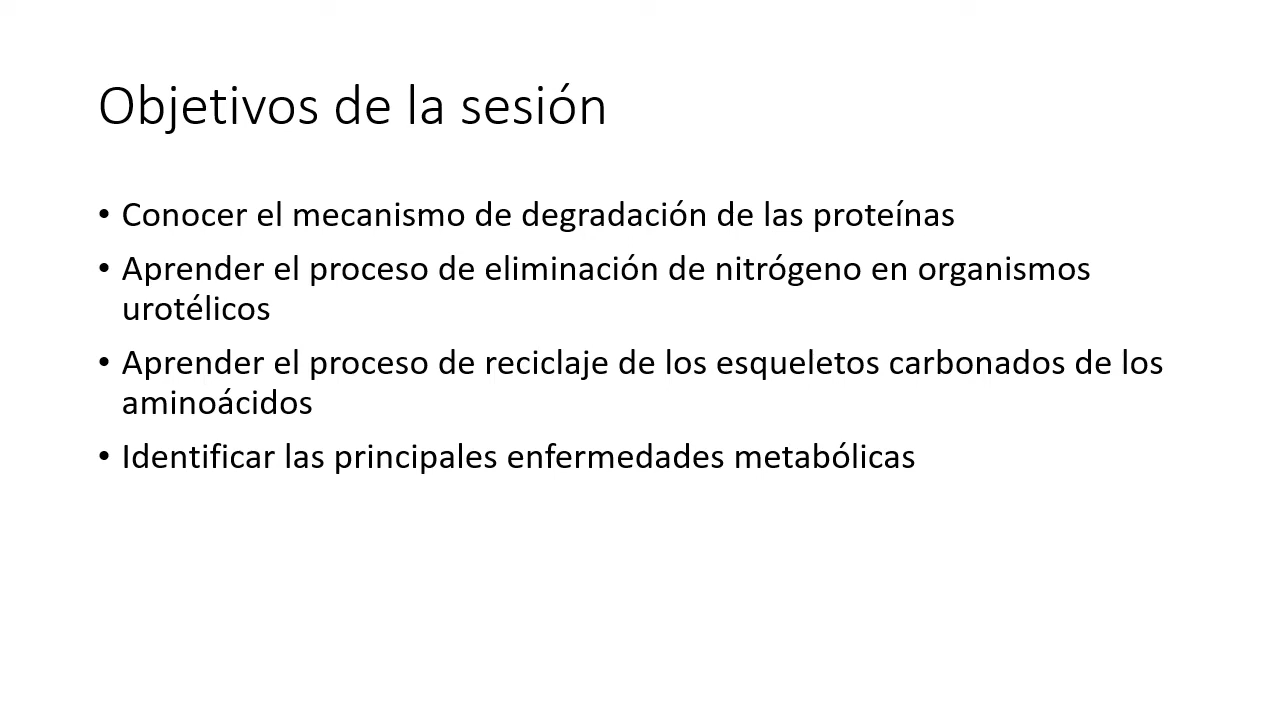 Objetivos de la sesión
• Conocer el mecanismo de degradación de las proteínas
• Aprender el proceso de eliminación de nitrógeno en organismos
urotélicos
• Aprender el proceso de reciclaje de los esqueletos carbonados de los
aminoácidos
• Identificar las principales enfermedades metabólicas